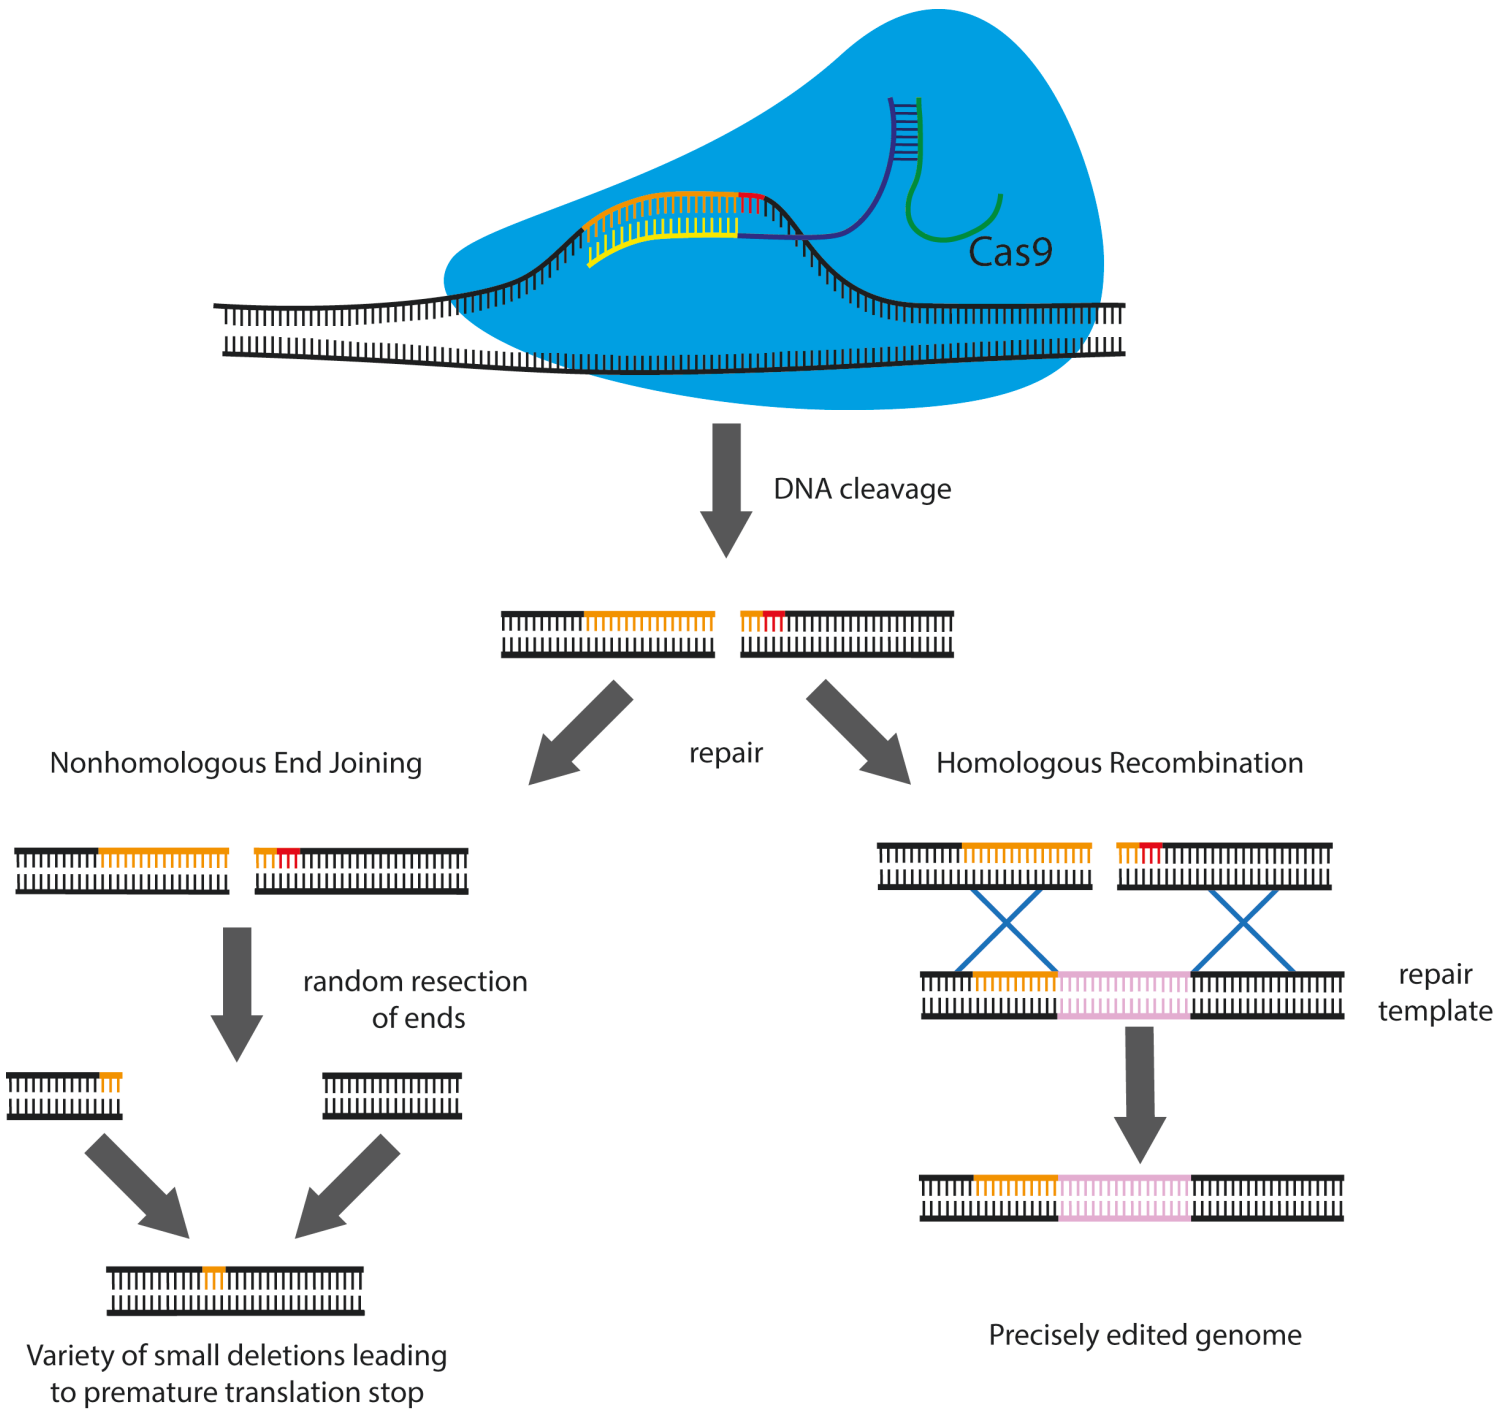 Cas9
DNA cleavage
repair
Nonhomologous End Joining
Homologous Recombination
random resection
of ends
repair
template
Variety of small deletions leading
to premature translation stop
Precisely edited genome